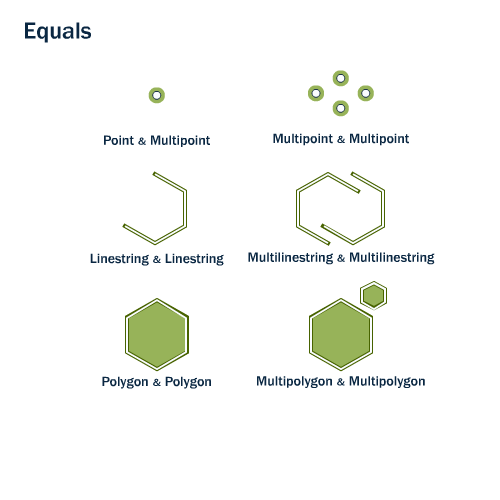 Equals
Point & Multipoint
Multipoint & Multipoint
Linestring & Linestring
Multilinestring & Multilinestring
Polygon & Polygon
Multipolygon & Multipolygon